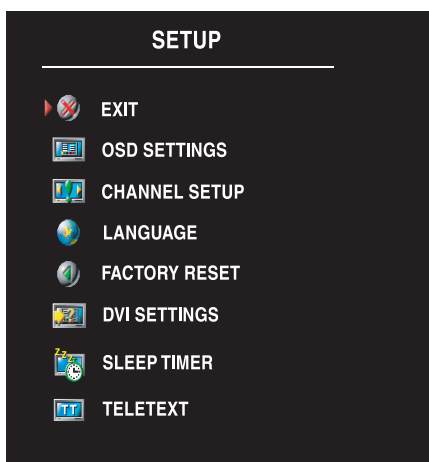 SETUP
EXIT
OSD SETTINGS
CHANNEL SETUP
LANGUAGE
FACTORY RESET
DVI SETTINGS
SLEEP TIMER
TELETEXT